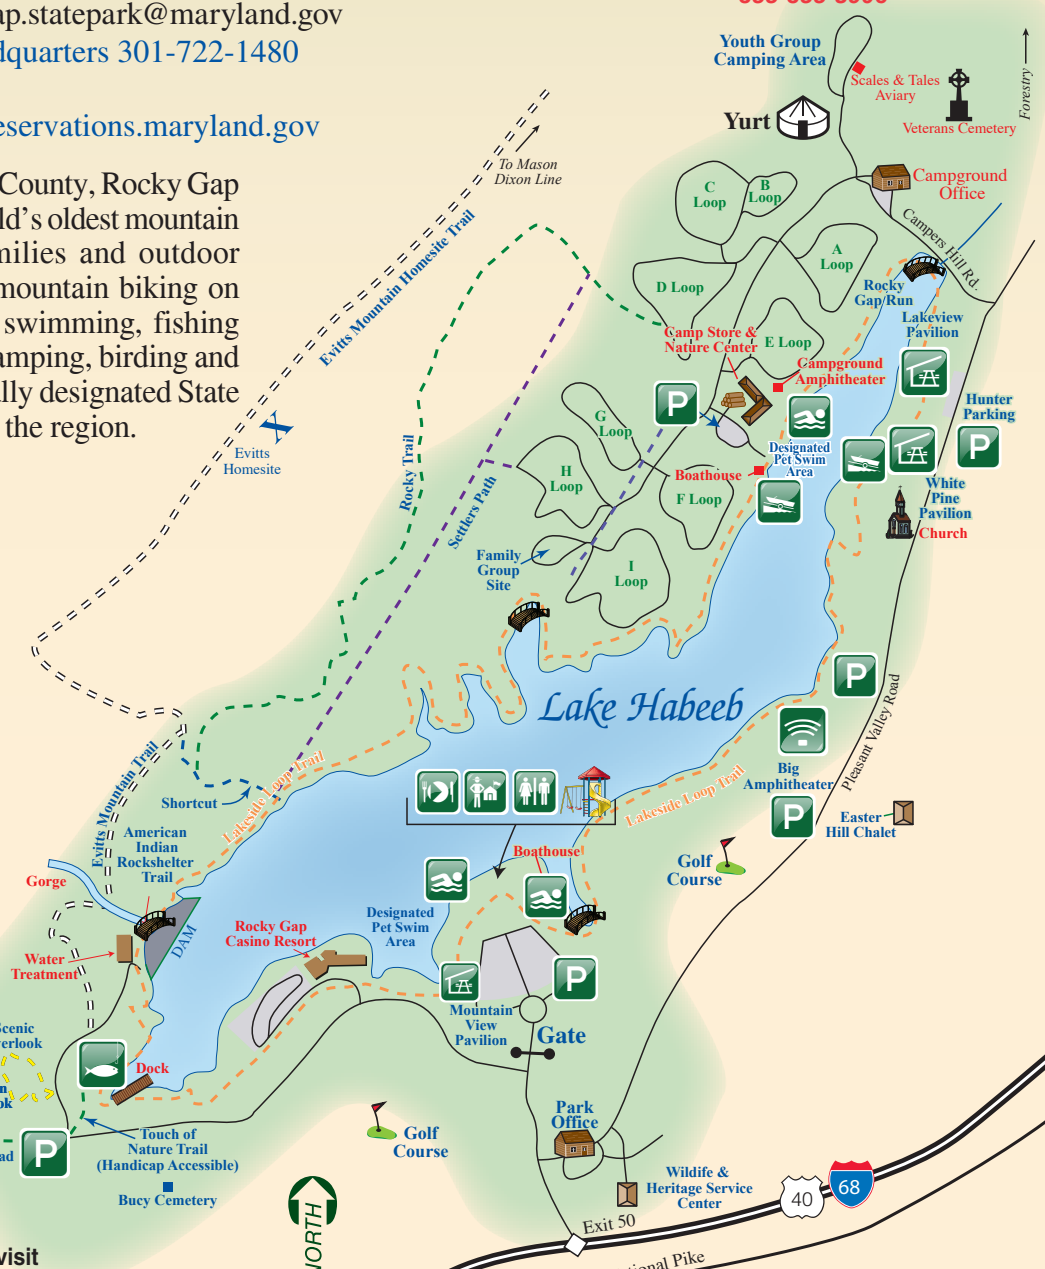 ap.statepark@maryland.gov
dquarters 301-722-1480
eservations.maryland.gov
County, Rocky Gap
ld's oldest mountain
milies and outdoor
mountain biking on
swimming, fishing
amping, birding and
ally designated State
the region.
Youth Group
Camping Area
Scales & Tales
Aviary
Veterans Cemetery
Forestry
Yurt
To Mason
Dixon Line
Campground
Office
Campers Hill Rd.
C
Loop
B
Loop
A
Loop
D Loop
E Loop
Rocky
Gap Run
Lakeview
Pavilion
Evitts Mountain Homesite Trail
Camp Store &
Nature Center
Campground
Amphitheater
P
Hunter
Parking
P
X
Evitts
Homesite
G
Loop
H
Loop
F Loop
I
Loop
Designated
Pet Swim
Area
Boathouse
White
Pine
Pavilion
Church
Rocky Trail
Settlers Path
Family
Group
Site
Lake Habeeb
P
Pleasant Valley Road
Big
Amphitheater
P
Easter
Hill Chalet
Evitts Mountain Trail
Shortcut
Lakeside Loop Trail
Lakeside Loop Trail
American
Indian
Rockshelter
Trail
Gorge
Boathouse
Golf
Course
Designated
Pet Swim
Area
Rocky Gap
Casino Resort
DAM
Water
Treatment
P
Mountain
View
Pavilion
Gate
Scenic
erlook
n
ok
Dock
ad
P
Touch of
Nature Trail
(Handicap Accessible)
Bucy Cemetery
Golf
Course
Park
Office
Wildife &
Heritage Service
Center
NORTH
Exit 50
40
68
ional Pike
visit